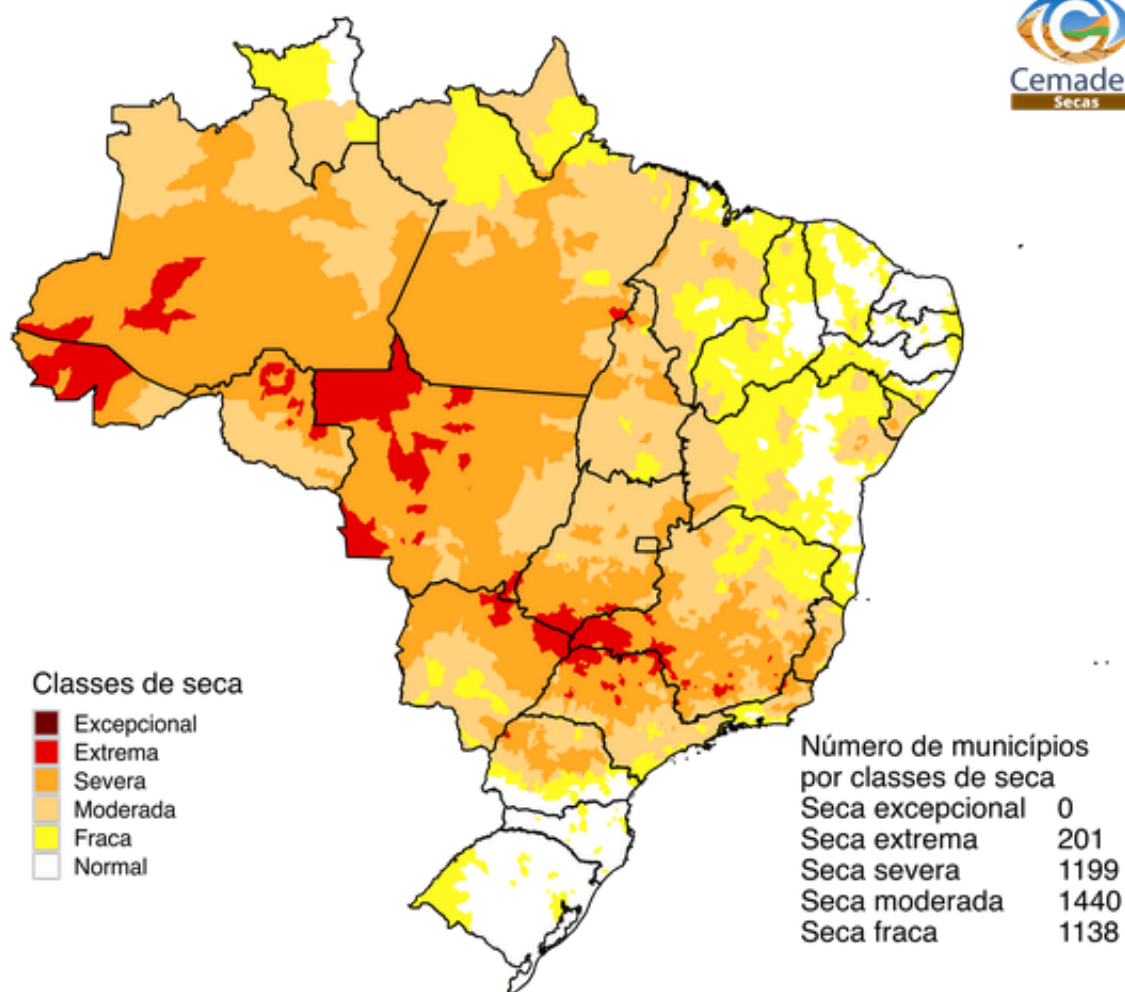 Cemade
Secas
Classes de seca
Excepcional
Extrema
Severa
Moderada
Fraca
Normal
Número de municípios
por classes de seca
Seca excepcional 0
Seca extrema 201
Seca severa 1199
Seca moderada 1440
Seca fraca 1138